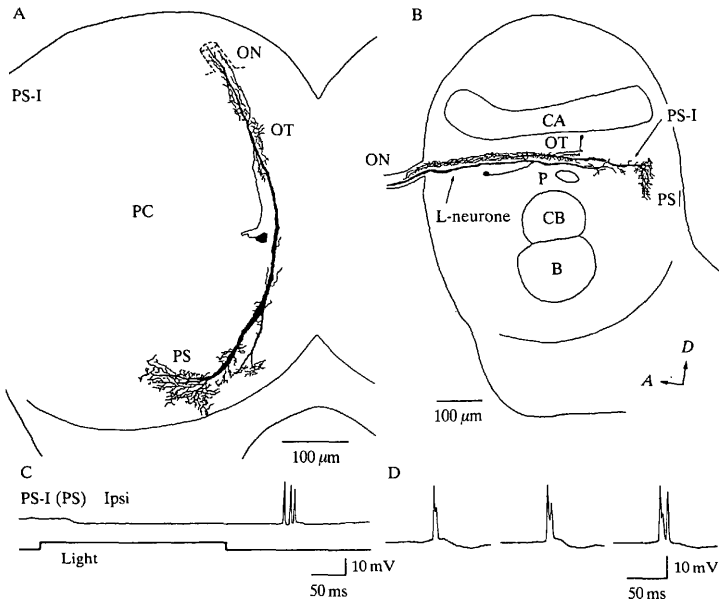 A
ON
PS-I
OT
PC
PS
100 μm
B
CA
PS-I
OT
ON
P
PS
L-neurone
CB
B
D
A
100 μm
C
PS-I (PS) Ipsi
Light
10 mV
50 ms
D
10 mV
50 ms